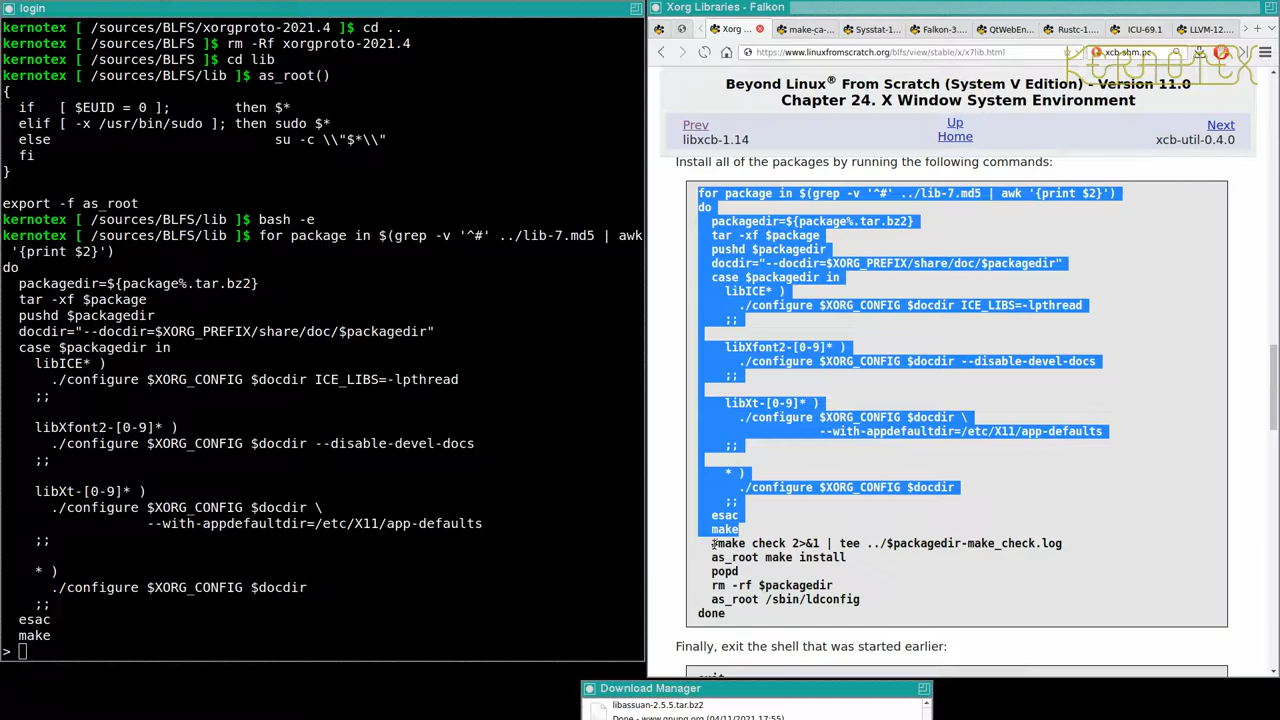 login
kernotex [ /sources/BLFS/xorgproto-2021.4 ]$ cd ..
kernotex [ /sources/BLFS ]$ rm -Rf xorgproto-2021.4
kernotex [ /sources/BLFS ]$ cd lib
kernotex [ /sources/BLFS/lib ]$ as_root()
{
  if   [ $EUID = 0 ];        then $*
  elif [ -x /usr/bin/sudo ]; then sudo $*
  else                            su -c \\"$*\\"
  fi
}
export -f as_root
kernotex [ /sources/BLFS/lib ]$ bash -e
kernotex [ /sources/BLFS/lib ]$ for package in $(grep -v '^#' ../lib-7.md5 | awk
 '{print $2}')
do
  packagedir=${package%.tar.bz2}
  tar -xf $package
  pushd $packagedir
  docdir="--docdir=$XORG_PREFIX/share/doc/$packagedir"
  case $packagedir in
    libICE* )
      ./configure $XORG_CONFIG $docdir ICE_LIBS=-lpthread
    ;;
    libXfont2-[0-9]* )
      ./configure $XORG_CONFIG $docdir --disable-devel-docs
    ;;
    libXt-[0-9]* )
      ./configure $XORG_CONFIG $docdir \
                  --with-appdefaultdir=/etc/X11/app-defaults
    ;;
    * )
      ./configure $XORG_CONFIG $docdir
    ;;
  esac
  make
>
Xorg Libraries - Falkon
Xorg ... make-ca-... Sysstat-1... Falkon-3... QtWebEn... Rustc-1... ICU-69.1 LLVM-12...
https://www.linuxfromscratch.org/blfs/view/stable/x/x7lib.html xcb-shm.pc
KERNOTEX
Beyond Linux® From Scratch (System V Edition) - Version 11.0
Chapter 24. X Window System Environment
Prev Up Next
libxcb-1.14 Home xcb-util-0.4.0
Install all of the packages by running the following commands:
for package in $(grep -v '^#' ../lib-7.md5 | awk '{print $2}')
do
  packagedir=${package%.tar.bz2}
  tar -xf $package
  pushd $packagedir
  docdir="--docdir=$XORG_PREFIX/share/doc/$packagedir"
  case $packagedir in
    libICE* )
      ./configure $XORG_CONFIG $docdir ICE_LIBS=-lpthread
    ;;
    libXfont2-[0-9]* )
      ./configure $XORG_CONFIG $docdir --disable-devel-docs
    ;;
    libXt-[0-9]* )
      ./configure $XORG_CONFIG $docdir \
                  --with-appdefaultdir=/etc/X11/app-defaults
    ;;
    * )
      ./configure $XORG_CONFIG $docdir
    ;;
  esac
  make
  #make check 2>&1 | tee ../$packagedir-make_check.log
  as_root make install
  popd
  rm -rf $packagedir
  as_root /sbin/ldconfig
done
Finally, exit the shell that was started earlier:
exit
Download Manager
libassuan-2.5.5.tar.bz2
Done - www.gnupg.org (04/11/2021 17:55)